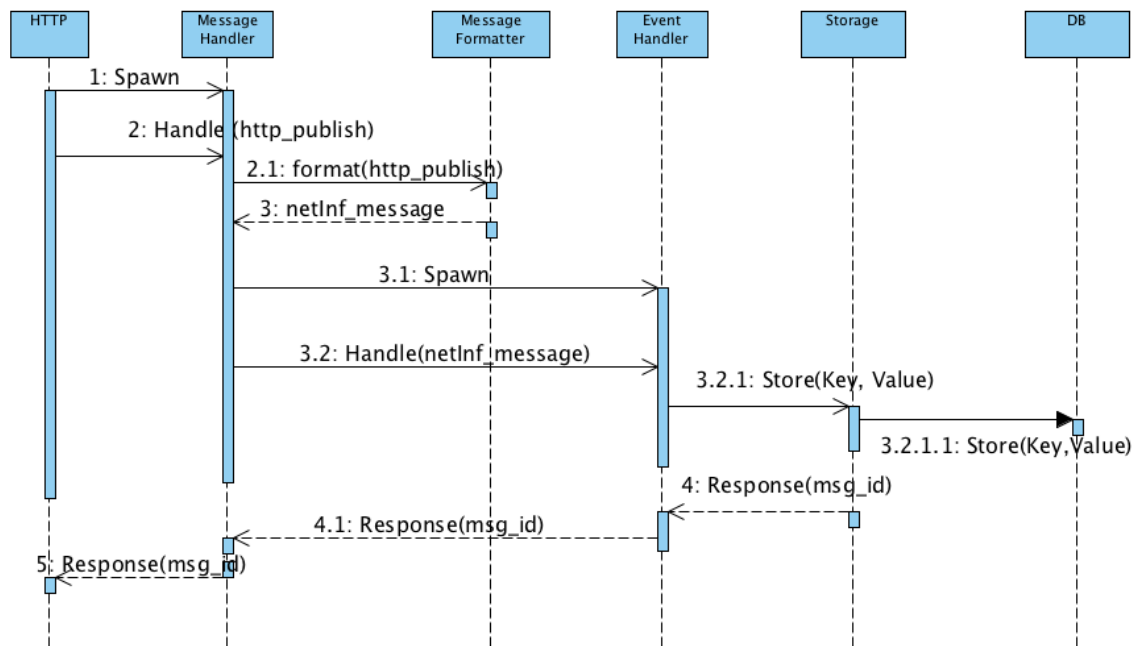 HTTP
Message
Handler
Message
Formatter
Event
Handler
Storage
DB
1: Spawn
2: Handle (http_publish)
2.1: format(http_publish)
3: netInf_message
3.1: Spawn
3.2: Handle(netInf_message)
3.2.1: Store(Key, Value)
3.2.1.1: Store(Key,Value)
4: Response(msg_id)
4.1: Response(msg_id)
5: Response(msg_id)